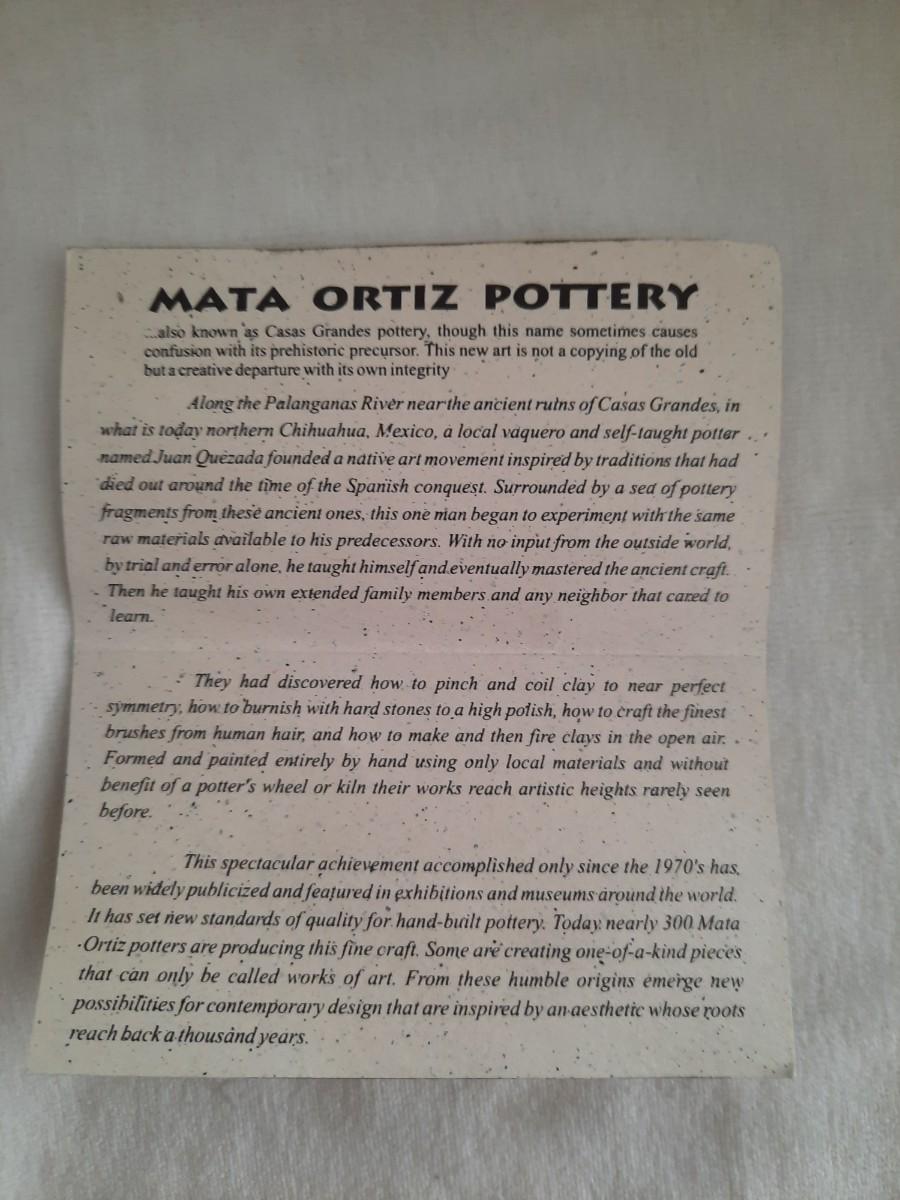 MATA ORTIZ POTTERY
...also known as Casas Grandes pottery, though this name sometimes causes
confusion with its prehistoric precursor. This new art is not a copying of the old
but a creative departure with its own integrity
Along the Palanganas River near the ancient ruins of Casas Grandes, in
what is today northern Chihuahua, Mexico, a local vaquero and self-taught potter
named Juan Quezada founded a native art movement inspired by traditions that had
died out around the time of the Spanish conquest. Surrounded by a sea of pottery
fragments from these ancient ones, this one man began to experiment with the same
raw materials available to his predecessors. With no input from the outside world,
by trial and error alone, he taught himself and eventually mastered the ancient craft.
Then he taught his own extended family members and any neighbor that cared to
learn.
They had discovered how to pinch and coil clay to near perfect
symmetry, how to burnish with hard stones to a high polish, how to craft the finest
brushes from human hair, and how to make and then fire clays in the open air.
Formed and painted entirely by hand using only local materials and without
benefit of a potter's wheel or kiln their works reach artistic heights rarely seen
before.
This spectacular achievement accomplished only since the 1970's has
been widely publicized and featured in exhibitions and museums around the world.
It has set new standards of quality for hand-built pottery. Today nearly 300 Mata
Ortiz potters are producing this fine craft. Some are creating one-of-a-kind pieces
that can only be called works of art. From these humble origins emerge new
possibilities for contemporary design that are inspired by an aesthetic whose roots
reach back a thousand years.